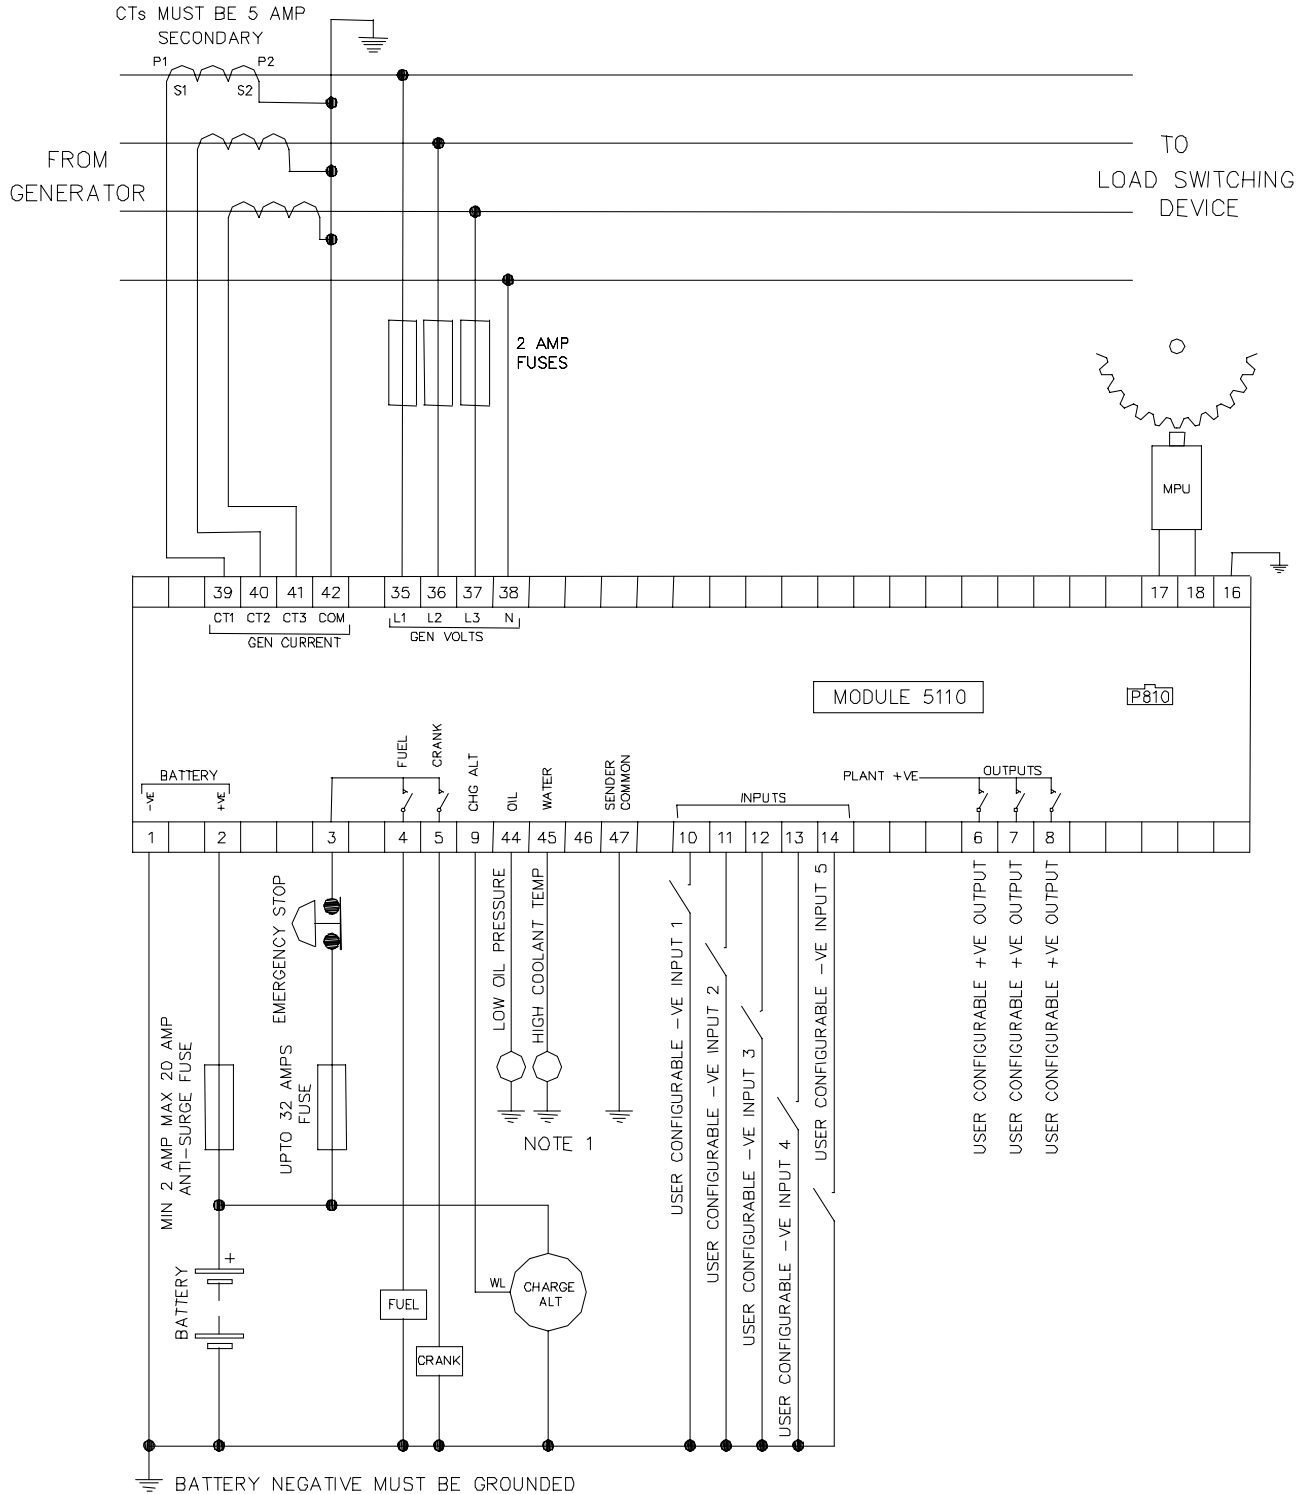 CTs MUST BE 5 AMP
SECONDARY
P1
P2
S1
S2
FROM
GENERATOR
TO
LOAD SWITCHING
DEVICE
2 AMP
FUSES
MPU
39
40
41
42
35
36
37
38
17
18
16
CT1
CT2
CT3
COM
L1
L2
L3
N
GEN CURRENT
GEN VOLTS
MODULE 5110
P810
BATTERY
-VE
+VE
FUEL
CRANK
CHG ALT
OIL
WATER
SENDER
COMMON
INPUTS
PLANT +VE
OUTPUTS
1
2
3
4
5
9
44
45
46
47
10
11
12
13
14
6
7
8
MIN 2 AMP MAX 20 AMP
ANTI-SURGE FUSE
EMERGENCY STOP
UPTO 32 AMPS
FUSE
LOW OIL PRESSURE
HIGH COOLANT TEMP
NOTE 1
USER CONFIGURABLE -VE INPUT 1
USER CONFIGURABLE -VE INPUT 2
USER CONFIGURABLE -VE INPUT 3
USER CONFIGURABLE -VE INPUT 4
USER CONFIGURABLE -VE INPUT 5
USER CONFIGURABLE +VE OUTPUT
USER CONFIGURABLE +VE OUTPUT
USER CONFIGURABLE +VE OUTPUT
BATTERY
+
FUEL
CRANK
WL
CHARGE
ALT
BATTERY NEGATIVE MUST BE GROUNDED